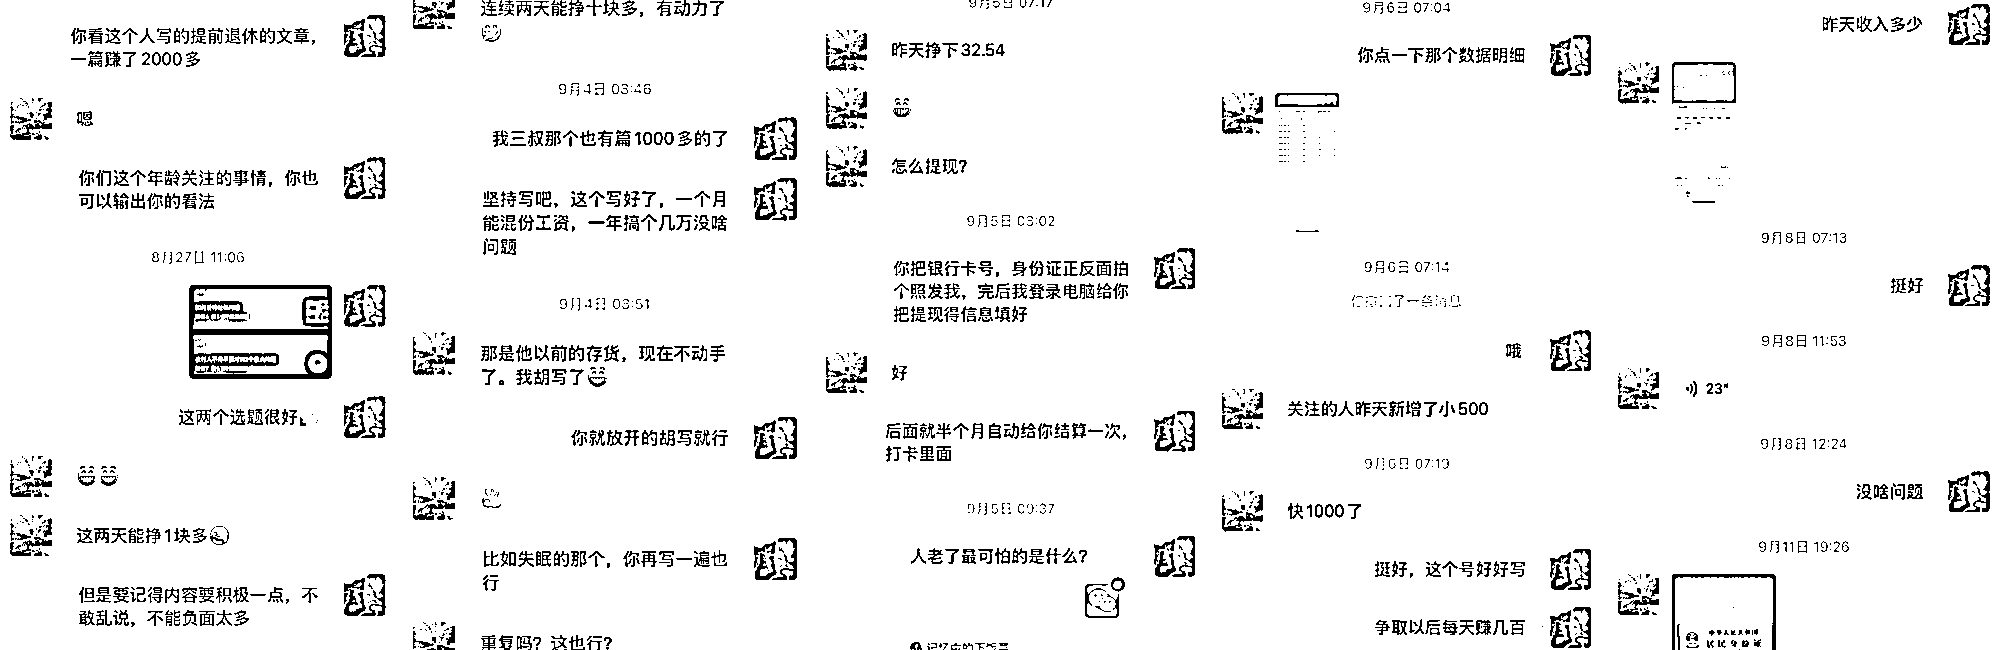 你看这个人写的提前退休的文章，
一篇赚了2000多
嗯
你们这个年龄关注的事情，你也
可以输出你的看法
8月27日 11:06
这两个选题很好
这两天能挣1块多
但是要记得内容要积极一点，不
敢乱说，不能负面太多
连续两天能挣十块多，有动力了
9月4日 08:46
我三叔那个也有篇1000多的了
坚持写吧，这个写好了，一个月
能混份工资，一年搞个几万没啥
问题
9月4日 08:51
那是他以前的存货，现在不动手
了。我胡写了
你就放开的胡写就行
比如失眠的那个，你再写一遍也
行
重复吗？这也行？
9月5日 07:17
昨天挣下32.54
怎么提现？
9月5日 08:02
你把银行卡号，身份证正反面拍
个照发我，完后我登录电脑给你
把提现得信息填好
好
后面就半个月自动给你结算一次，
打卡里面
9月5日 09:37
人老了最可怕的是什么？
9月6日 07:04
你点一下那个数据明细
9月6日 07:14
哦
关注的人昨天新增了小500
9月6日 07:19
快1000了
挺好，这个号好好写
争取以后每天赚几百
昨天收入多少
9月8日 07:13
挺好
9月8日 11:53
23"
9月8日 12:24
没啥问题
9月11日 19:26